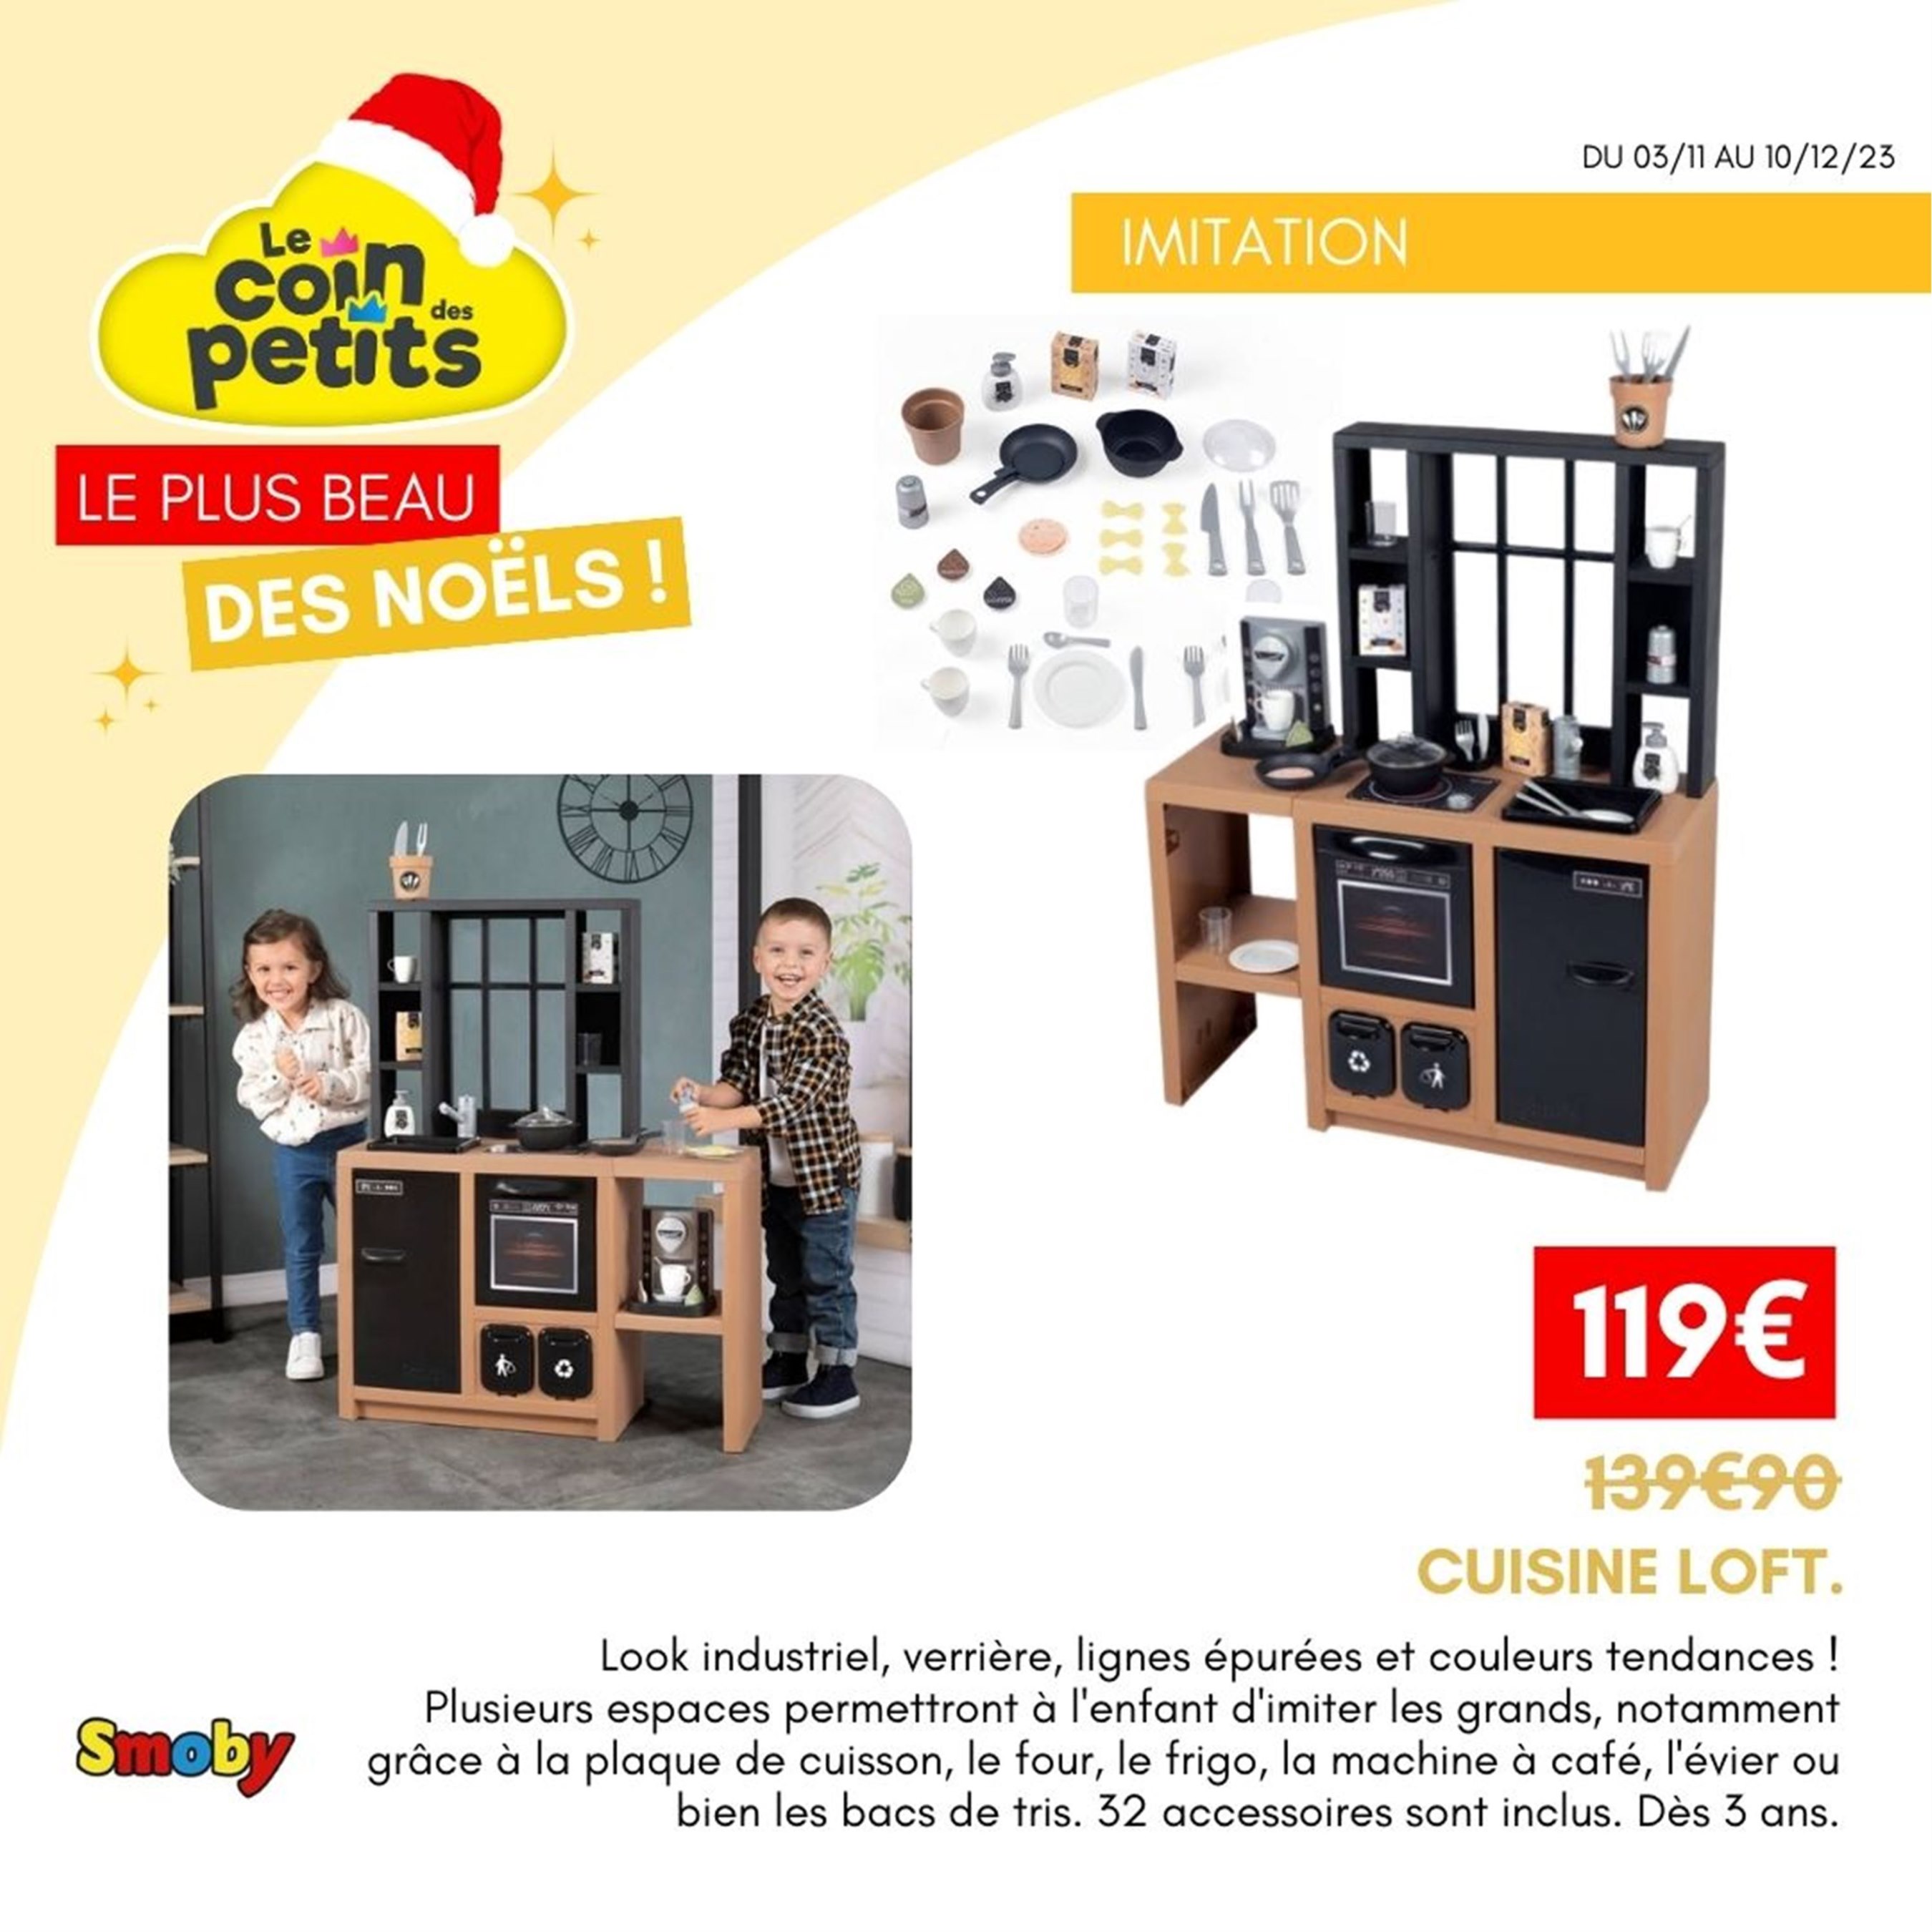 Le coin des petits
LE PLUS BEAU
DES NOËLS !
DU 03/11 AU 10/12/23
IMITATION
119€
139€90
CUISINE LOFT.
Look industriel, verrière, lignes épurées et couleurs tendances !
Plusieurs espaces permettront à l'enfant d'imiter les grands, notamment
grâce à la plaque de cuisson, le four, le frigo, la machine à café, l'évier ou
bien les bacs de tris. 32 accessoires sont inclus. Dès 3 ans.
Smoby